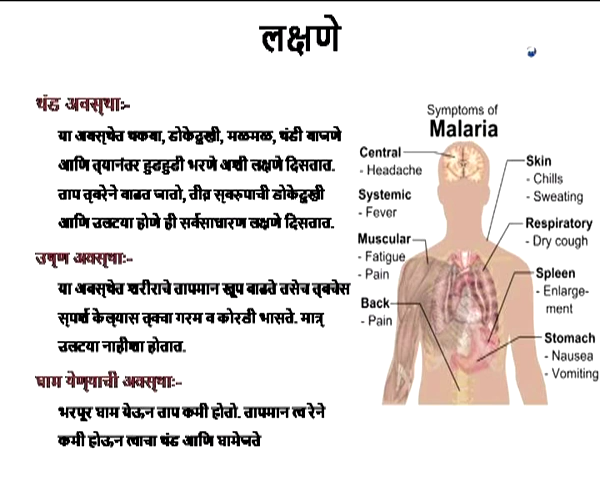 लक्षणे
थंड अवस्था:-
या अवस्थेत थकवा, डोकेदुखी, मळमळ, थंडी वाजणे
आणि त्यानंतर हुडहुडी भरणे अशी लक्षणे दिसतात.
ताप त्वरेने वाढत जातो, तीव्र स्वरुपाची डोकेदुखी
आणि उलटया होणे ही सर्वसाधारण लक्षणे दिसतात.
उष्ण अवस्था:-
या अवस्थेत शरीराचे तापमान खूप वाढते तसेच त्वचेस
स्पर्श केल्यास त्वचा गरम व कोरडी भासते. मात्र
उलटया नाहीशा होतात.
घाम येण्याची अवस्था:-
भरपूर घाम येऊन ताप कमी होतो. तापमान त्वरेने
कमी होऊन त्वचा थंड आणि घामेजते
Symptoms of
Malaria
Central
- Headache
Systemic
- Fever
Muscular
- Fatigue
- Pain
Back
- Pain
Skin
- Chills
- Sweating
Respiratory
- Dry cough
Spleen
- Enlarge-
ment
Stomach
- Nausea
- Vomiting